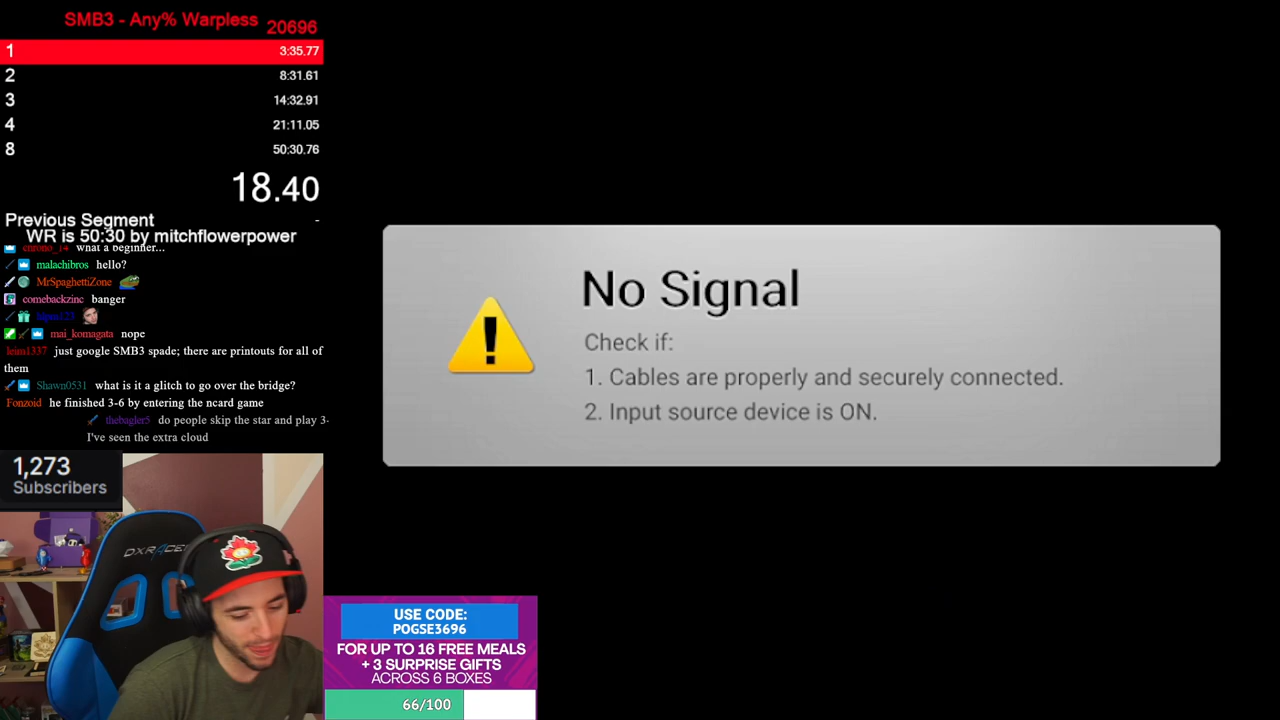 SMB3 - Any% Warpless
20696
1 3:35.77
2 8:31.61
3 14:32.91
4 21:11.05
8 50:30.76
18.40
Previous Segment -
WR is 50:30 by mitchflowerpower
what a beginner...
malachibros hello?
MrSpaghettiZone
comebackzinc banger
mai_komagata nope
leim1337 just google SMB3 spade; there are printouts for all of
them
Shawn0531 what is it a glitch to go over the bridge?
Fonzoid he finished 3-6 by entering the ncard game
thebagler5 do people skip the star and play 3-
I've seen the extra cloud
1,273
Subscribers
No Signal
Check if:
1. Cables are properly and securely connected.
2. Input source device is ON.
DXRACER
USE CODE:
POGSE3696
FOR UP TO 16 FREE MEALS
+ 3 SURPRISE GIFTS
ACROSS 6 BOXES
66/100